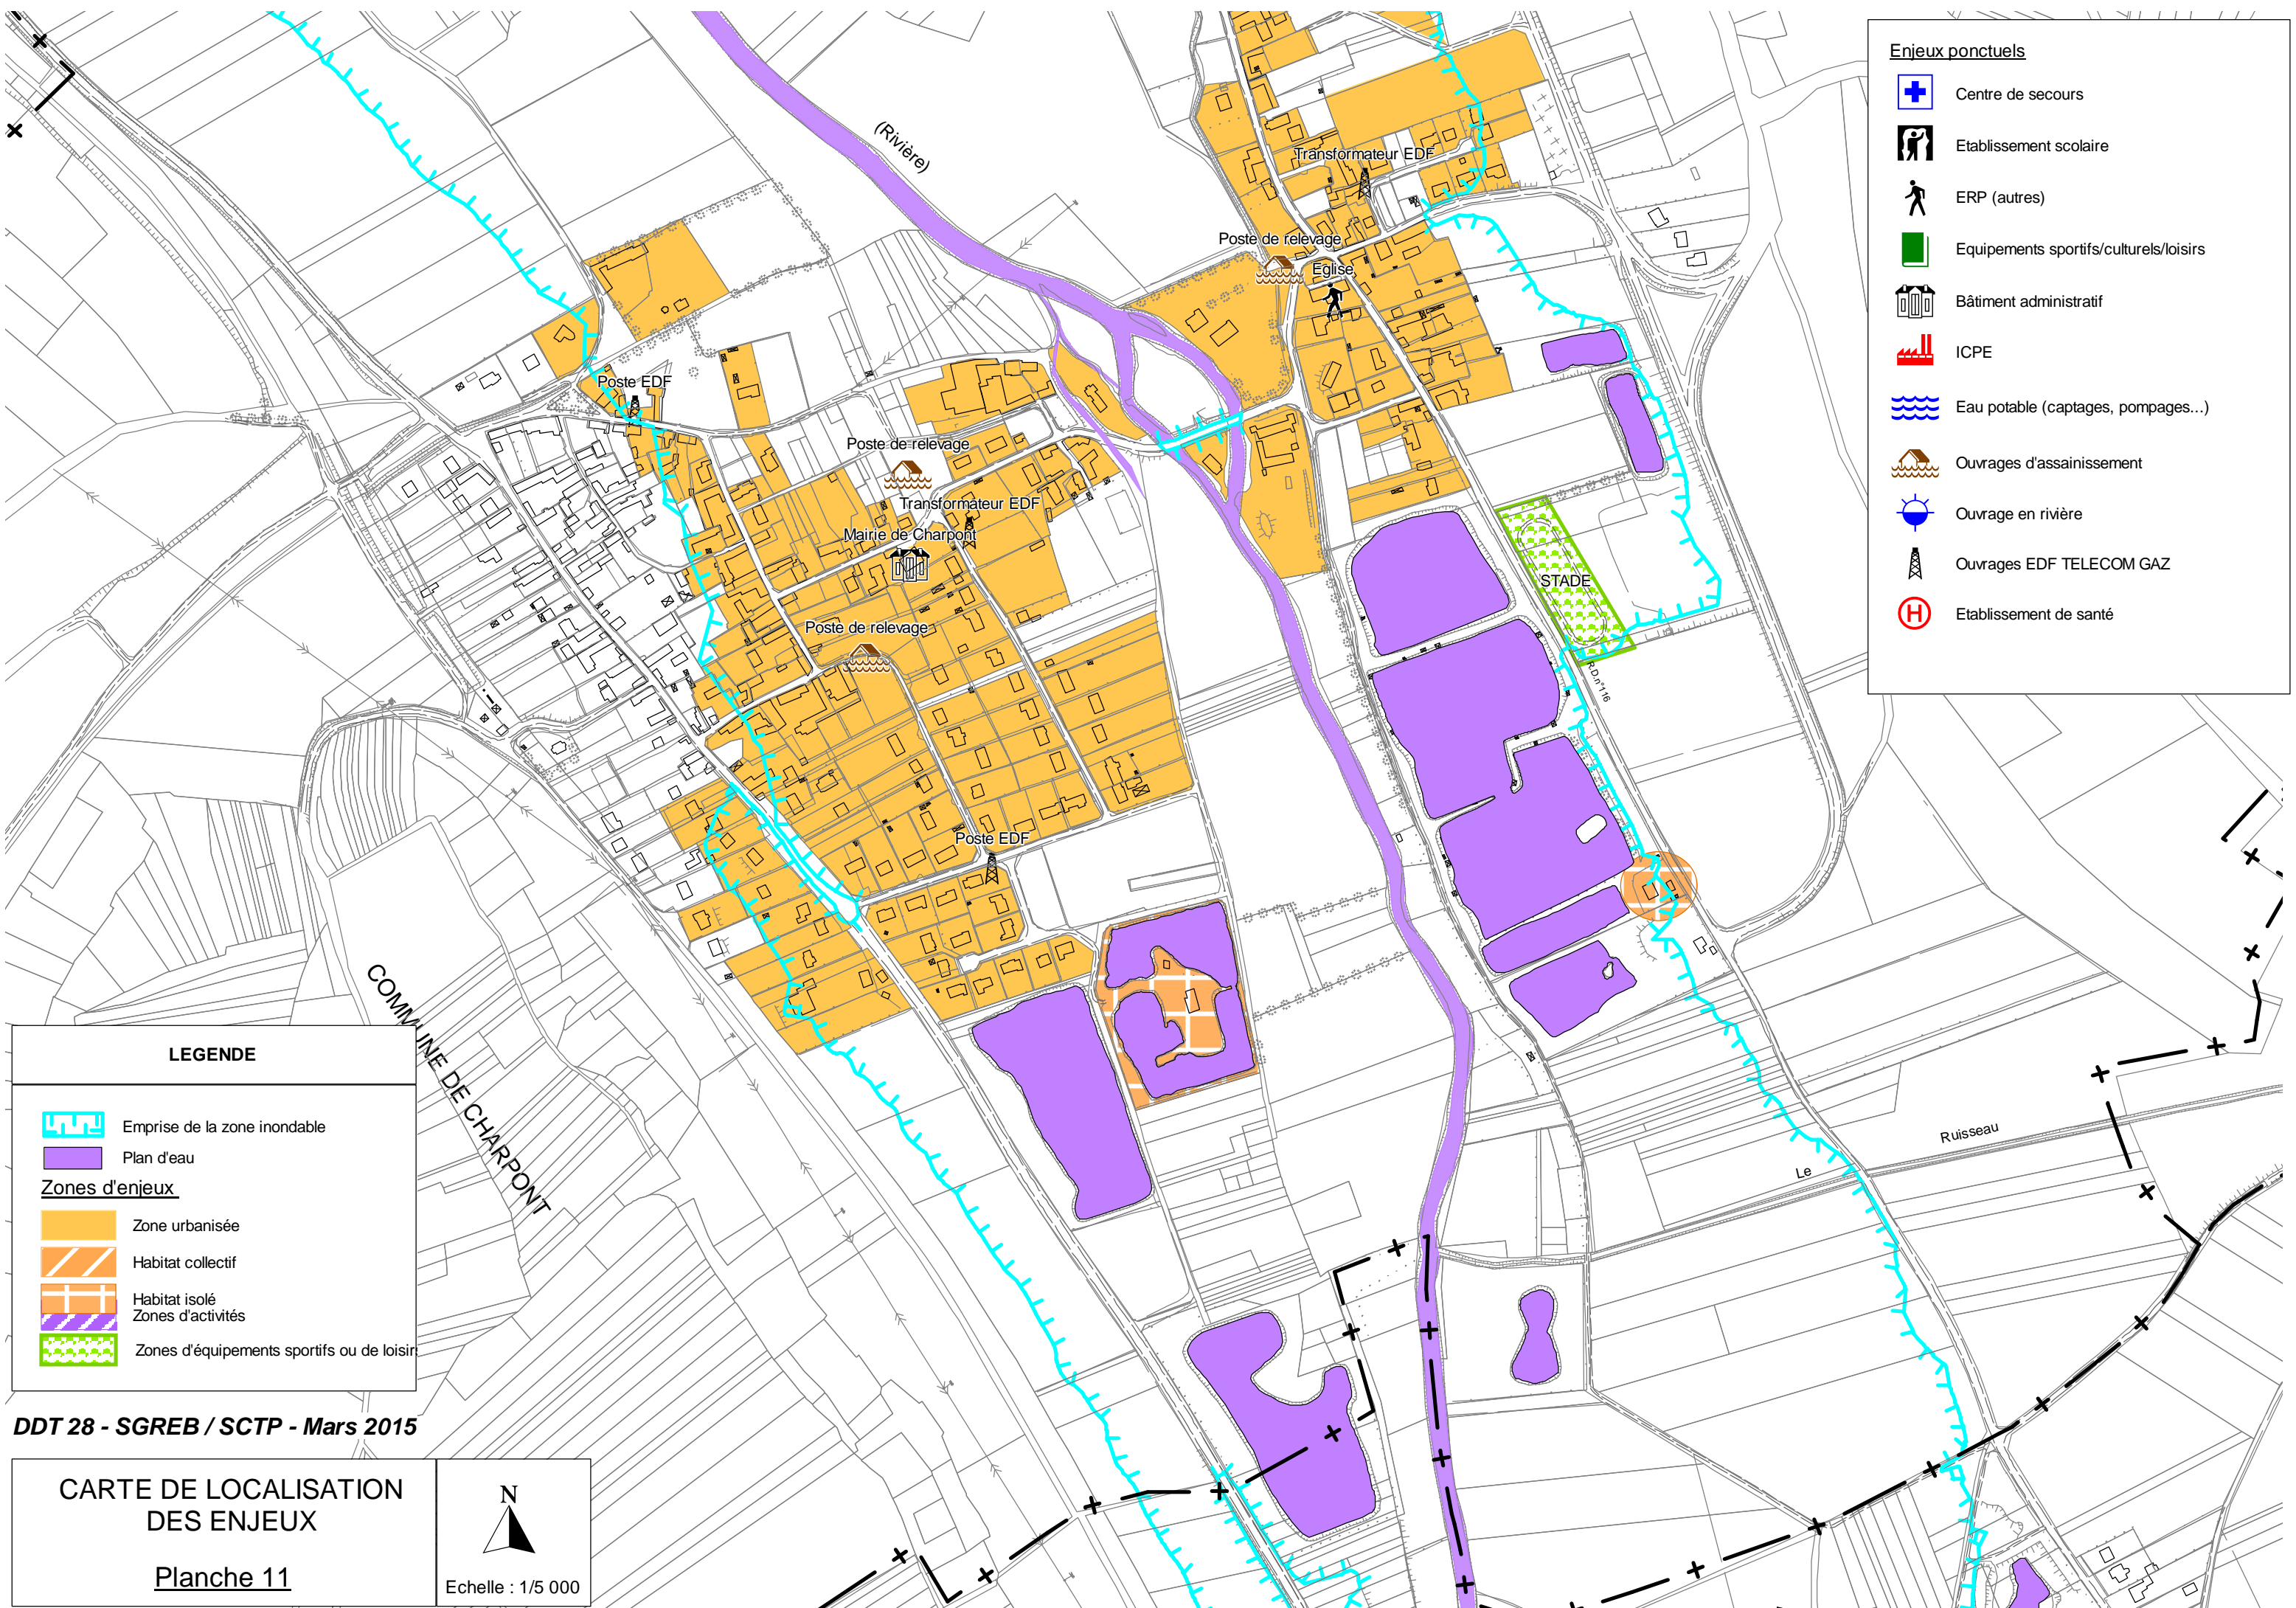 (Rivière)
Transformateur EDF
Poste de relevage
Eglise
Poste EDF
Poste de relevage
Transformateur EDF
Mairie de Charpont
Poste de relevage
STADE
R.D.n°116
Poste EDF
COMMUNE DE CHARPONT
Ruisseau
Le
Enjeux ponctuels
Centre de secours
Etablissement scolaire
ERP (autres)
Equipements sportifs/culturels/loisirs
Bâtiment administratif
ICPE
Eau potable (captages, pompages...)
Ouvrages d'assainissement
Ouvrage en rivière
Ouvrages EDF TELECOM GAZ
H
Etablissement de santé
LEGENDE
Emprise de la zone inondable
Plan d'eau
Zones d'enjeux
Zone urbanisée
Habitat collectif
Habitat isolé
Zones d'activités
Zones d'équipements sportifs ou de loisir
DDT 28 - SGREB / SCTP - Mars 2015
CARTE DE LOCALISATION
DES ENJEUX
Planche 11
N
Echelle : 1/5 000